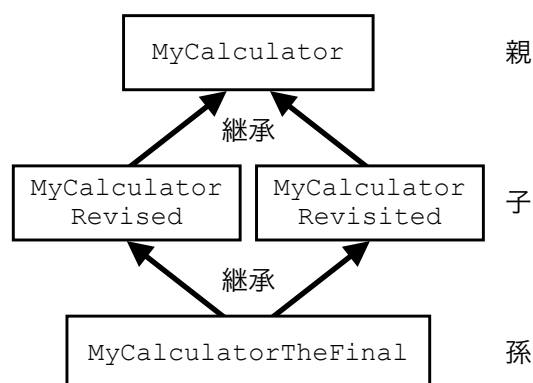 MyCalculator
親
継承
MyCalculator
Revised
MyCalculator
Revisited
子
継承
MyCalculatorTheFinal
孫